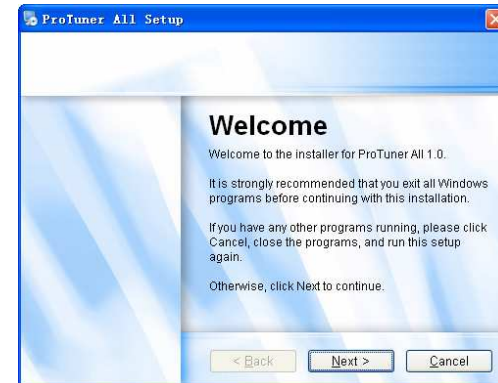 ProTuner All Setup
Welcome
Welcome to the installer for ProTuner All 1.0.
It is strongly recommended that you exit all Windows
programs before continuing with this installation.
If you have any other programs running, please click
Cancel, close the programs, and run this setup
again.
Otherwise, click Next to continue.
< Back Next > Cancel